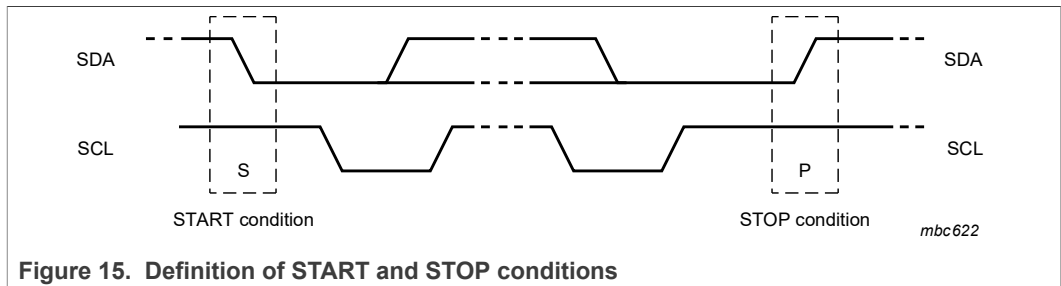 SDA
SDA
SCL
SCL
S
P
START condition
STOP condition
mbc622
Figure 15. Definition of START and STOP conditions